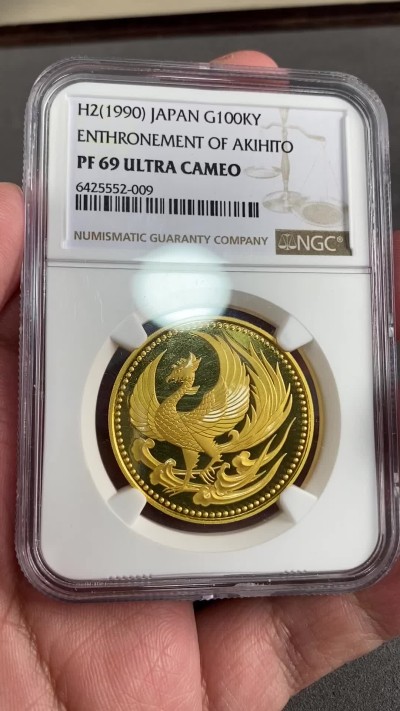 H2(1990) JAPAN G100KY
ENTHRONEMENT OF AKIHITO
PF 69 ULTRA CAMEO
6425552-009
NUMISMATIC GUARANTY COMPANY NGC®